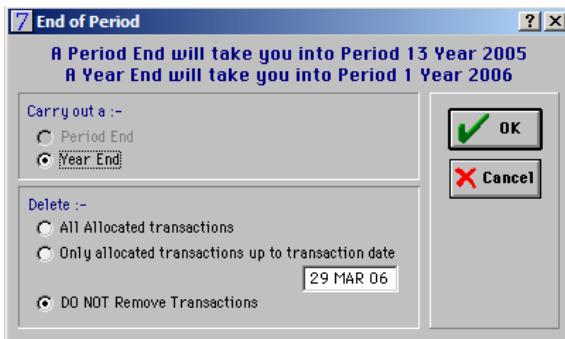 7 End of Period
A Period End will take you into Period 13 Year 2005
A Year End will take you into Period 1 Year 2006
Carry out a :-
Period End
Year End
OK
Cancel
Delete :-
All Allocated transactions
Only allocated transactions up to transaction date
29 MAR 06
DO NOT Remove Transactions